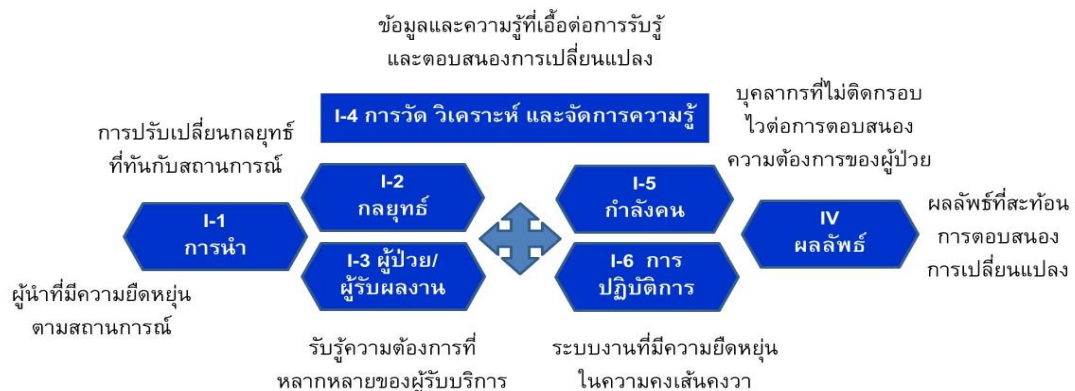 ข้อมูลและความรู้ที่เอื้อต่อการรับรู้
และตอบสนองการเปลี่ยนแปลง
I-4 การวัด วิเคราะห์ และจัดการความรู้
บุคลากรที่ไม่ติดกรอบ
ไวต่อการตอบสนอง
ความต้องการของผู้ป่วย
การปรับเปลี่ยนกลยุทธ์
ที่ทันกับสถานการณ์
I-2
กลยุทธ์
I-5
กำลังคน
I-1
การนำ
IV
ผลลัพธ์
ผลลัพธ์ที่สะท้อน
การตอบสนอง
การเปลี่ยนแปลง
I-3 ผู้ป่วย/
ผู้รับผลงาน
I-6 การ
ปฏิบัติการ
ผู้นำที่มีความยืดหยุ่น
ตามสถานการณ์
รับรู้ความต้องการที่
หลากหลายของผู้รับบริการ
ระบบงานที่มีความยืดหยุ่น
ในความคงเส้นคงวา